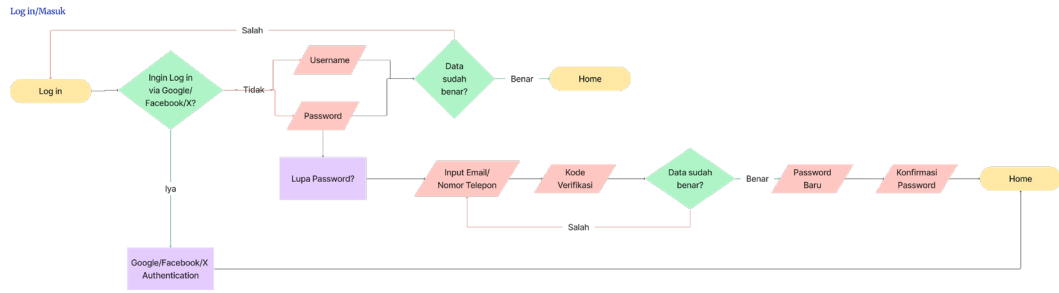 Log in/Masuk
Salah
Log in
Ingin Log in
via Google/
Facebook/X?
Tidak
Username
Password
Data
sudah
benar?
Benar
Home
Lupa Password?
Input Email/
Nomor Telepon
Kode
Verifikasi
Data sudah
benar?
Benar
Password
Baru
Konfirmasi
Password
Home
Salah
Iya
Google/Facebook/X
Authentication